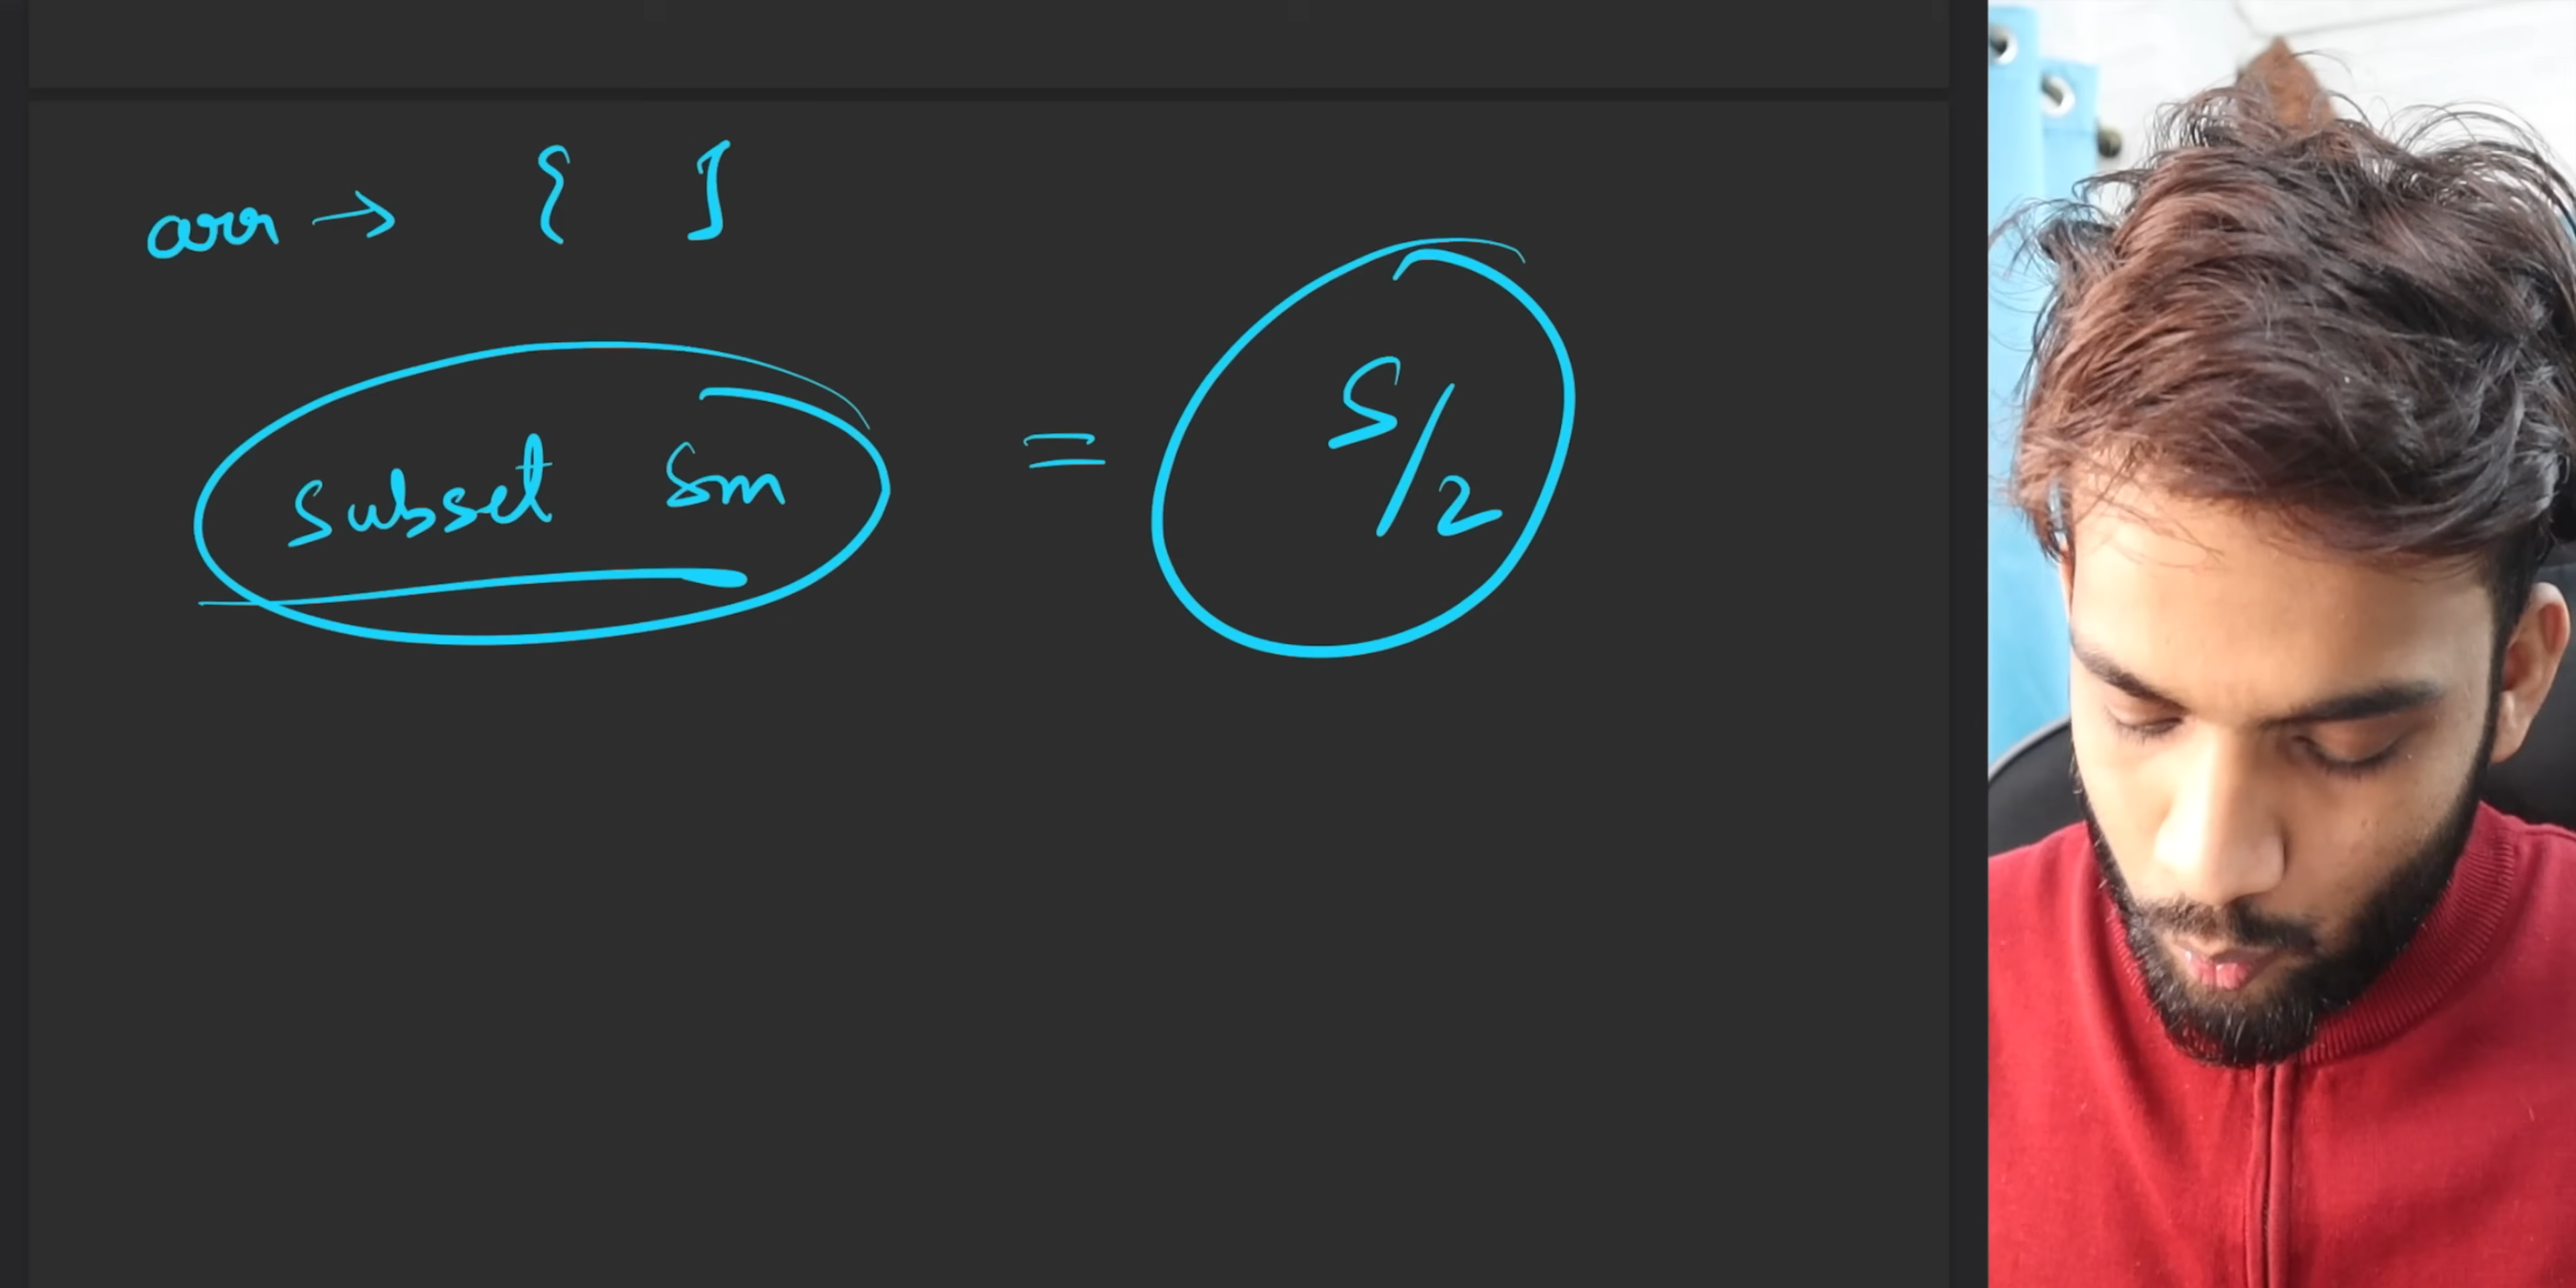 arr → { ]
subset sm = S/2